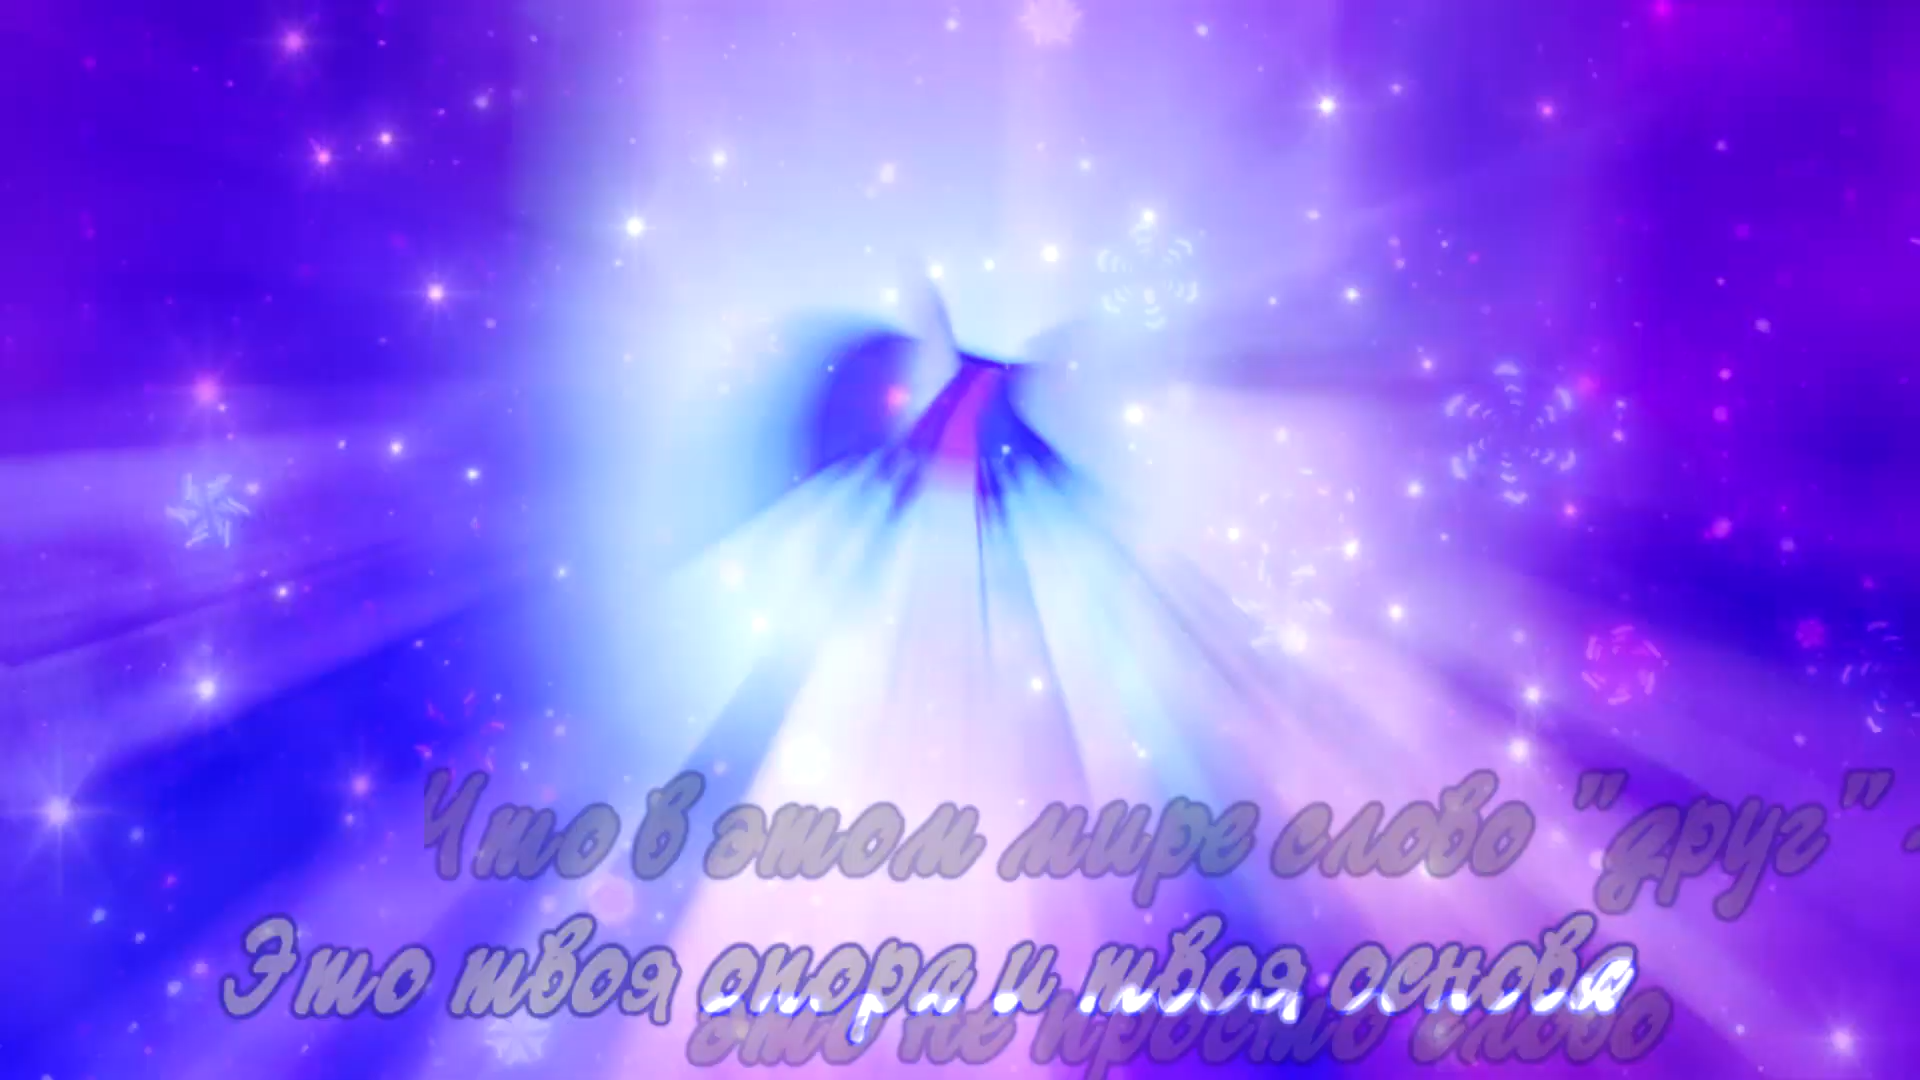 Что в этом мире слово "друг" -
Это твоя опора и твоя основа
это не просто слово